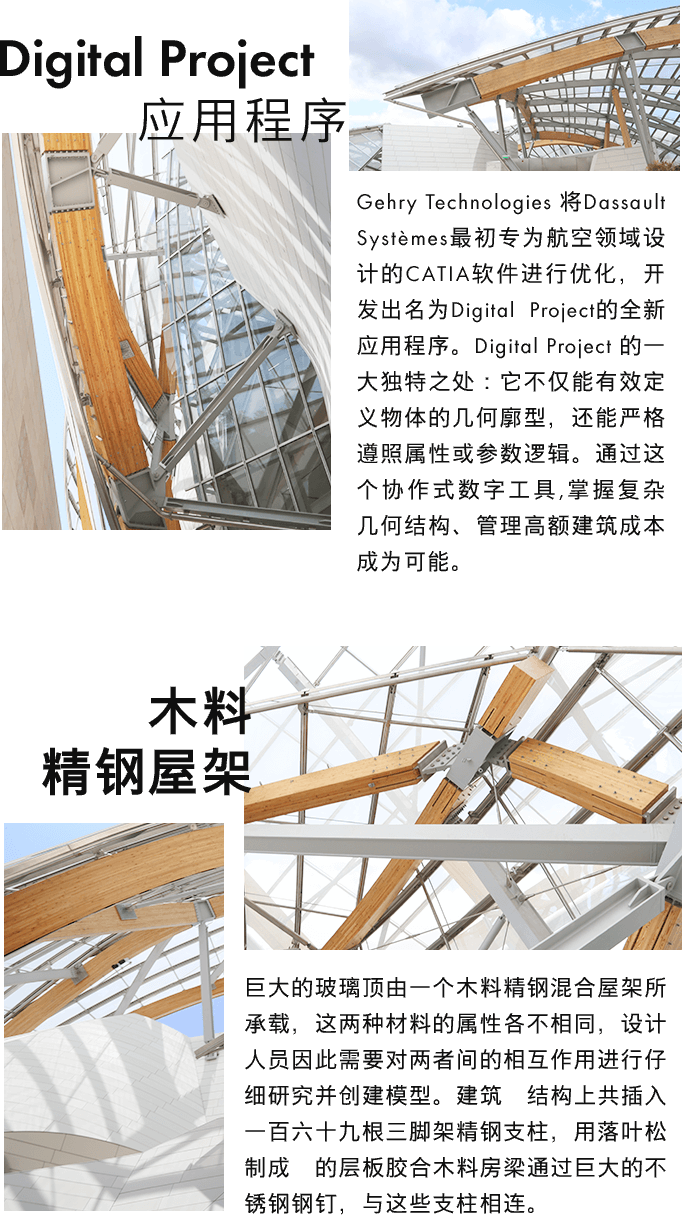 Digital Project
应用程序
Gehry Technologies 将Dassault
Systèmes最初专为航空领域设
计的CATIA软件进行优化，开
发出名为Digital Project的全新
应用程序。Digital Project 的一
大独特之处：它不仅能有效定
义物体的几何廓型，还能严格
遵照属性或参数逻辑。通过这
个协作式数字工具,掌握复杂
几何结构、管理高额建筑成本
成为可能。
木料
精钢屋架
巨大的玻璃顶由一个木料精钢混合屋架所
承载，这两种材料的属性各不相同，设计
人员因此需要对两者间的相互作用进行仔
细研究并创建模型。建筑　结构上共插入
一百六十九根三脚架精钢支柱，用落叶松
制成　的层板胶合木料房梁通过巨大的不
锈钢钢钉，与这些支柱相连。